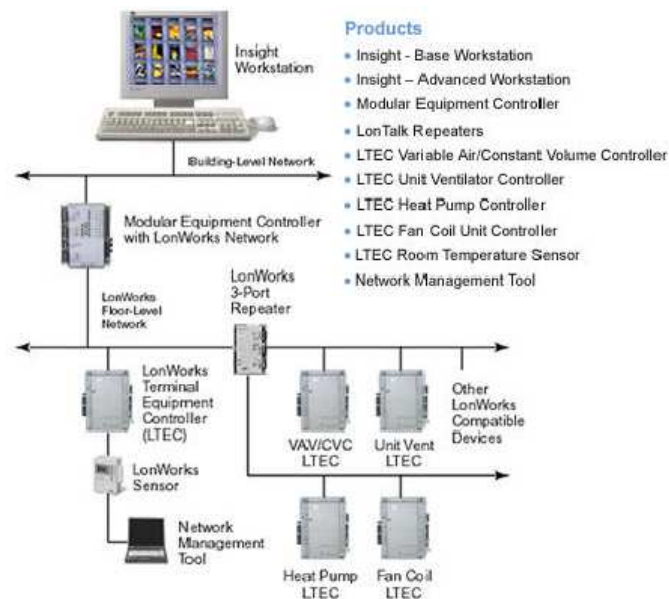 Insight
Workstation
Products
Insight - Base Workstation
Insight – Advanced Workstation
Modular Equipment Controller
LonTalk Repeaters
LTEC Variable Air/Constant Volume Controller
LTEC Unit Ventilator Controller
LTEC Heat Pump Controller
LTEC Fan Coil Unit Controller
LTEC Room Temperature Sensor
Network Management Tool
Building-Level Network
Modular Equipment Controller
with LonWorks Network
LonWorks
Floor-Level
Network
LonWorks
3-Port
Repeater
LonWorks
Terminal
Equipment
Controller
(LTEC)
VAV/CVC
LTEC
Unit Vent
LTEC
Other
LonWorks
Compatible
Devices
LonWorks
Sensor
Network
Management
Tool
Heat Pump
LTEC
Fan Coil
LTEC